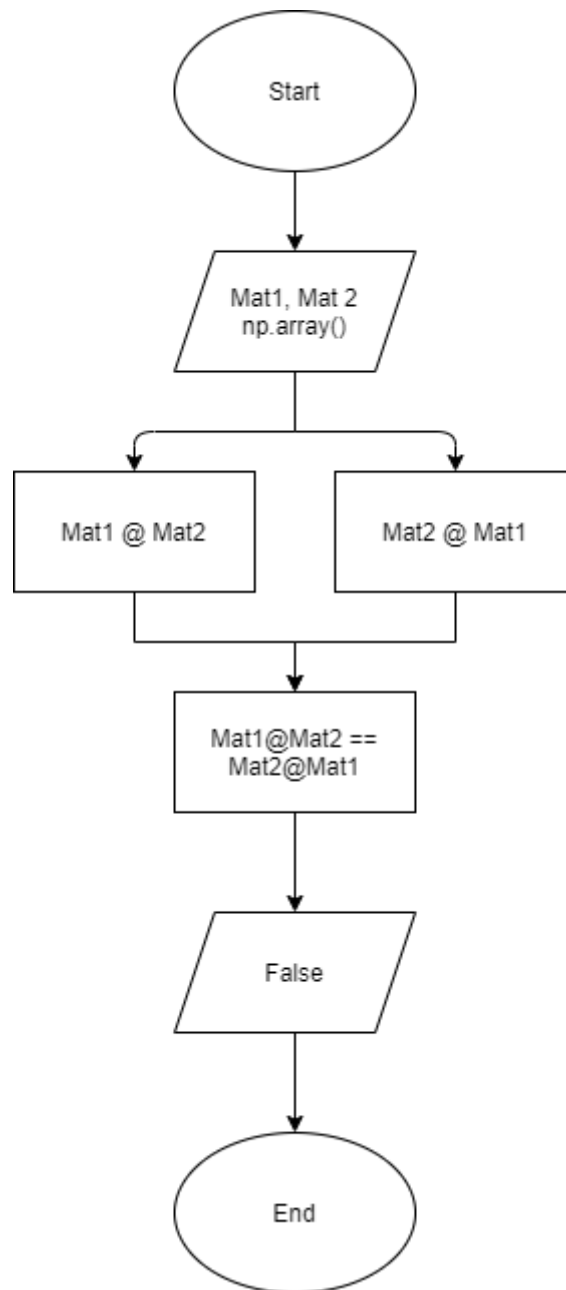 Start
Mat1, Mat 2
np.array()
Mat1 @ Mat2
Mat2 @ Mat1
Mat1@Mat2 ==
Mat2@Mat1
False
End